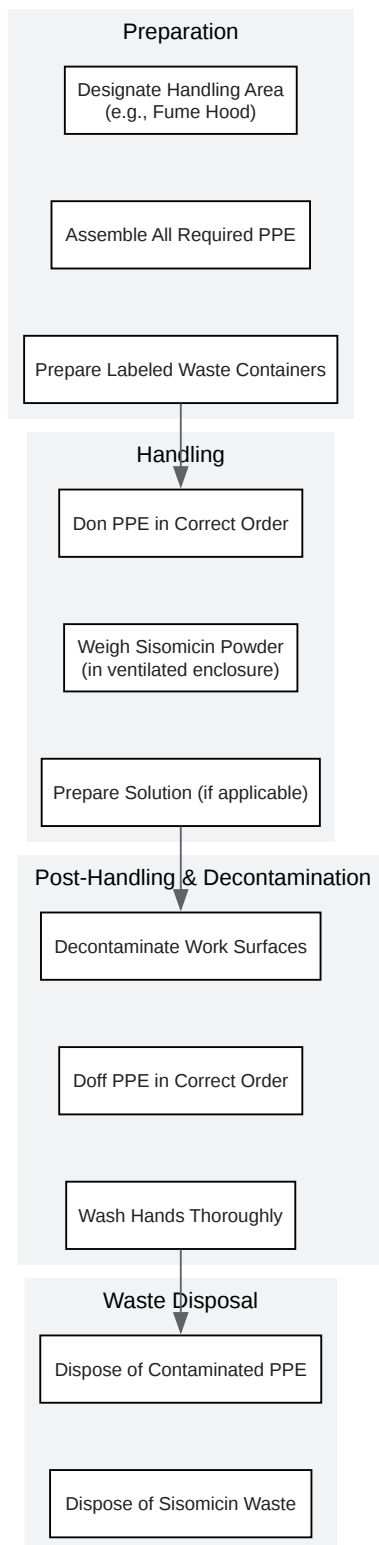 Preparation
Designate Handling Area
(e.g., Fume Hood)
Assemble All Required PPE
Prepare Labeled Waste Containers
Handling
Don PPE in Correct Order
Weigh Sisomicin Powder
(in ventilated enclosure)
Prepare Solution (if applicable)
Post-Handling & Decontamination
Decontaminate Work Surfaces
Doff PPE in Correct Order
Wash Hands Thoroughly
Waste Disposal
Dispose of Contaminated PPE
Dispose of Sisomicin Waste